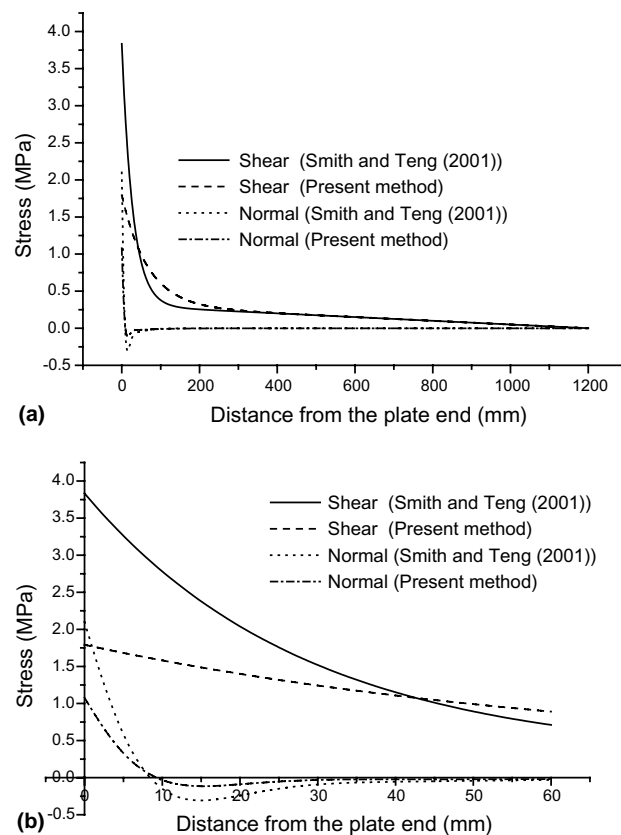 4.0
3.5
3.0
2.5
2.0
1.5
1.0
0.5
0.0
-0.5
Stress (MPa)
Shear (Smith and Teng (2001))
Shear (Present method)
Normal (Smith and Teng (2001))
Normal (Present method)
0 200 400 600 800 1000 1200
(a)
Distance from the plate end (mm)
4.0
3.5
3.0
2.5
2.0
1.5
1.0
0.5
-0.0
-0.5
Stress (MPa)
Shear (Smith and Teng (2001))
Shear (Present method)
Normal (Smith and Teng (2001))
Normal (Present method)
0 10 20 30 40 50 60
(b)
Distance from the plate end (mm)